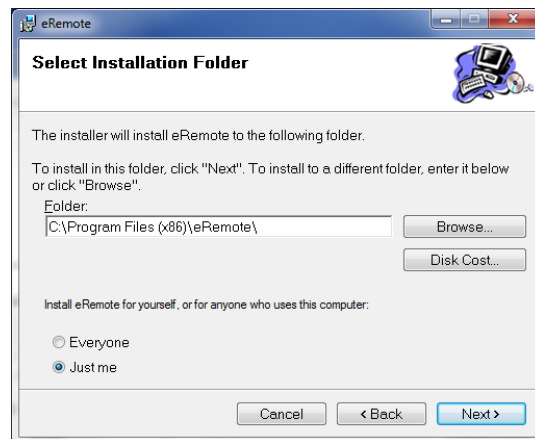 eRemote
Select Installation Folder
The installer will install eRemote to the following folder.
To install in this folder, click "Next". To install to a different folder, enter it below
or click "Browse".
Folder:
C:\Program Files (x86)\eRemote\
Browse...
Disk Cost...
Install eRemote for yourself, or for anyone who uses this computer:
Everyone
Just me
Cancel
< Back
Next >